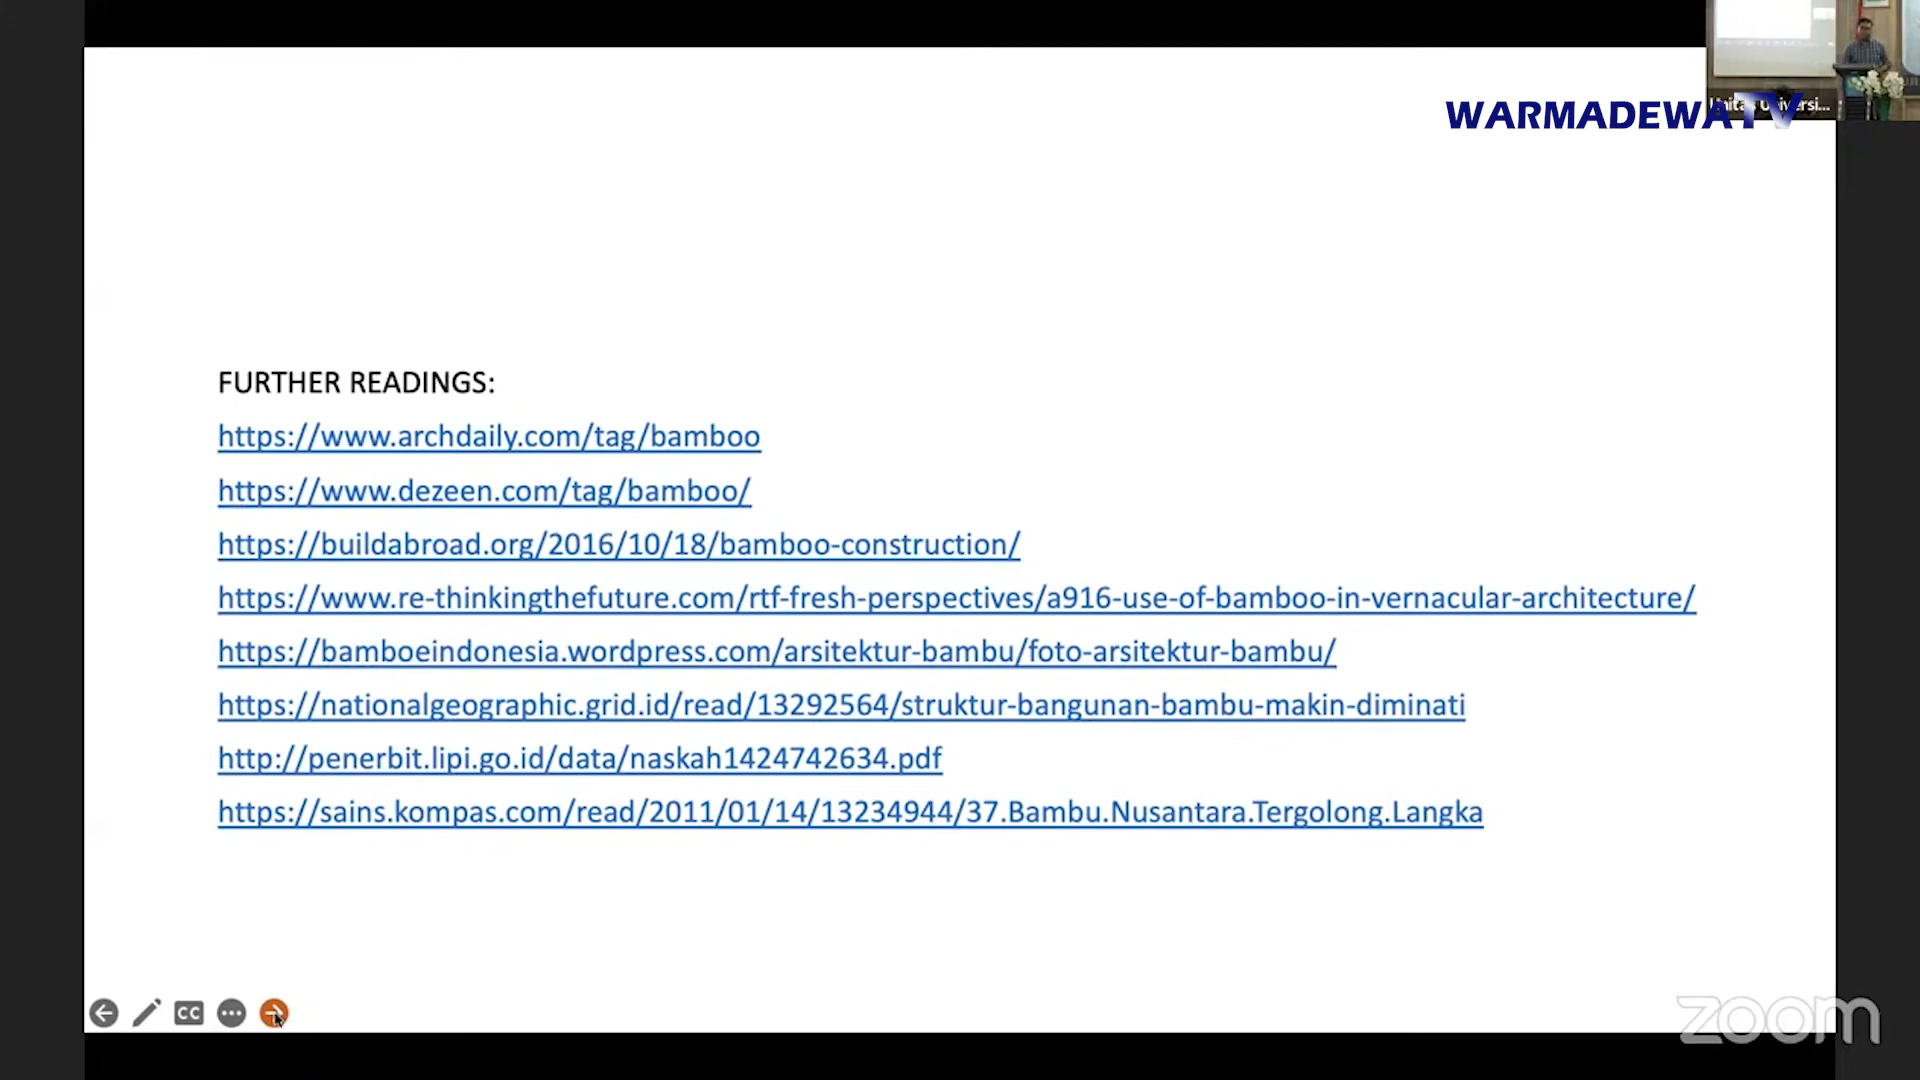 WARMADEWATV
FURTHER READINGS:
https://www.archdaily.com/tag/bamboo
https://www.dezeen.com/tag/bamboo/
https://buildabroad.org/2016/10/18/bamboo-construction/
https://www.re-thinkingthefuture.com/rtf-fresh-perspectives/a916-use-of-bamboo-in-vernacular-architecture/
https://bamboeindonesia.wordpress.com/arsitektur-bambu/foto-arsitektur-bambu/
https://nationalgeographic.grid.id/read/13292564/struktur-bangunan-bambu-makin-diminati
http://penerbit.lipi.go.id/data/naskah1424742634.pdf
https://sains.kompas.com/read/2011/01/14/13234944/37.Bambu.Nusantara.Tergolong.Langka
CC
zoom